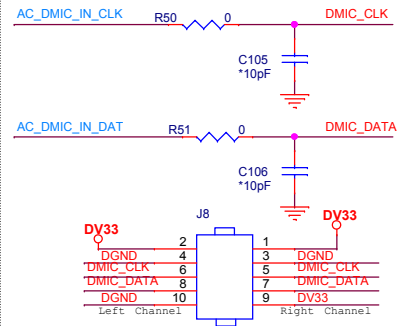 AC_DMIC_IN_CLK R50 0 DMIC_CLK
C105
*10pF
AC_DMIC_IN_DAT R51 0 DMIC_DATA
C106
*10pF
J8
DV33 DV33
2 1
DGND 4 3 DGND
DMIC_CLK 6 5 DMIC_CLK
DMIC_DATA 8 7 DMIC_DATA
DGND 10 9 DV33
Left Channel Right Channel